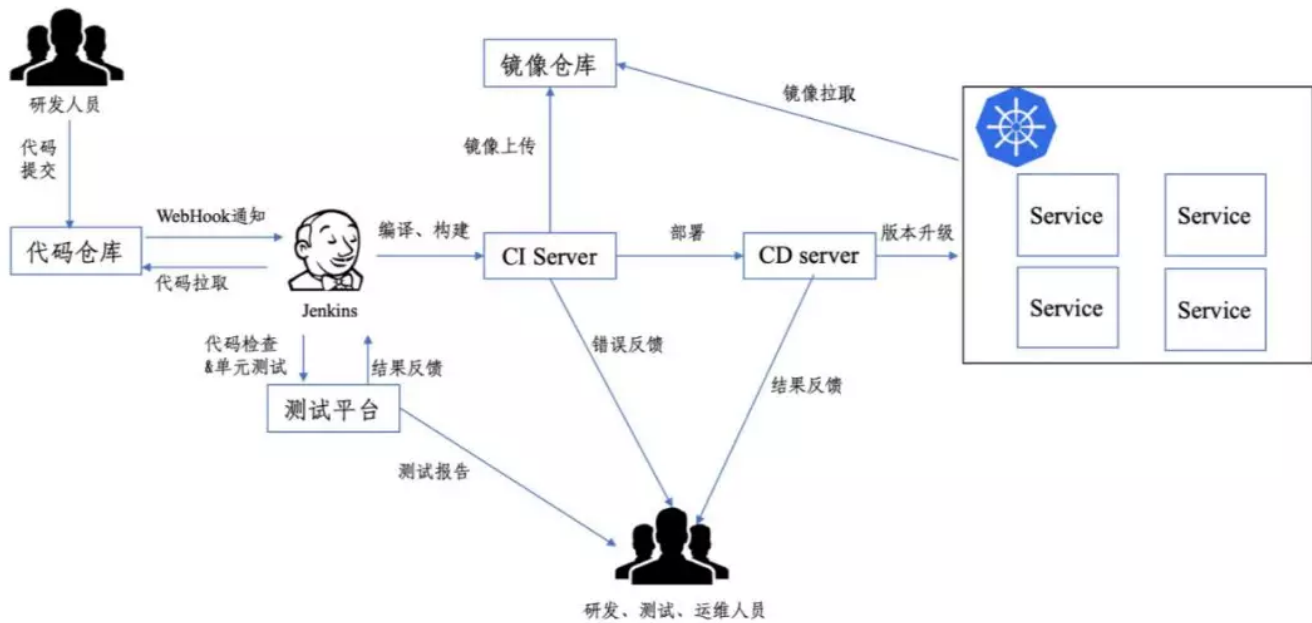 研发人员
代码
提交
代码仓库
WebHook通知
代码拉取
Jenkins
代码检查
&单元测试
结果反馈
测试平台
测试报告
编译、构建
CI Server
镜像上传
镜像仓库
镜像拉取
部署
CD server
版本升级
Service
Service
Service
Service
错误反馈
结果反馈
研发、测试、运维人员